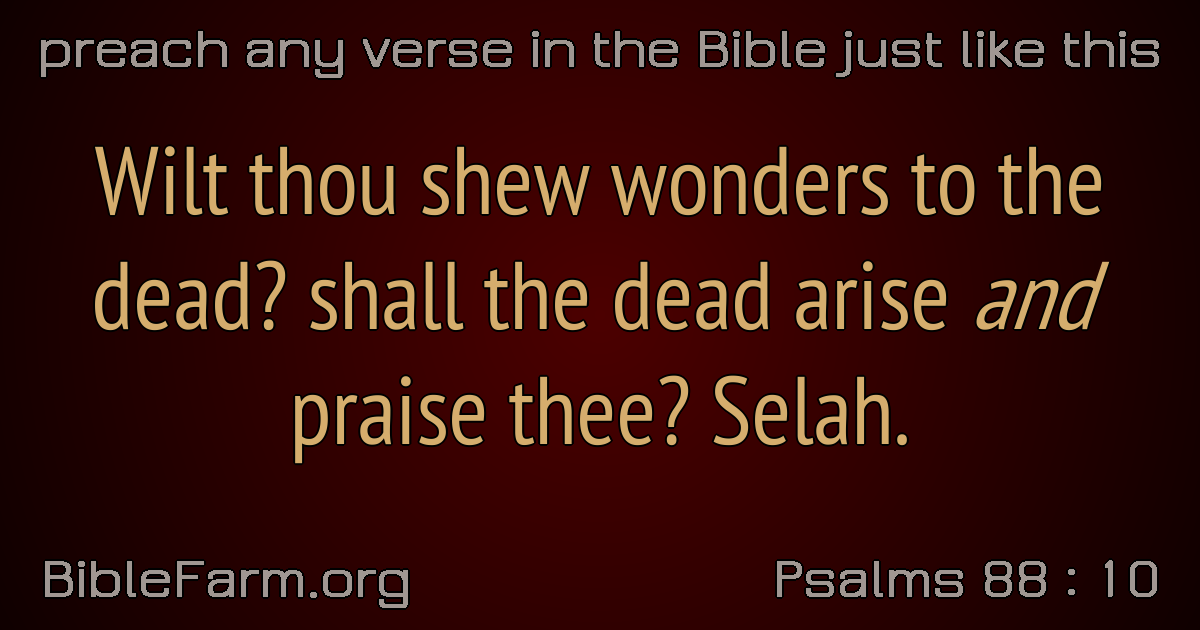 preach any verse in the Bible just like this
Wilt thou shew wonders to the
dead? shall the dead arise and
praise thee? Selah.
BibleFarm.org
Psalms 88 : 10